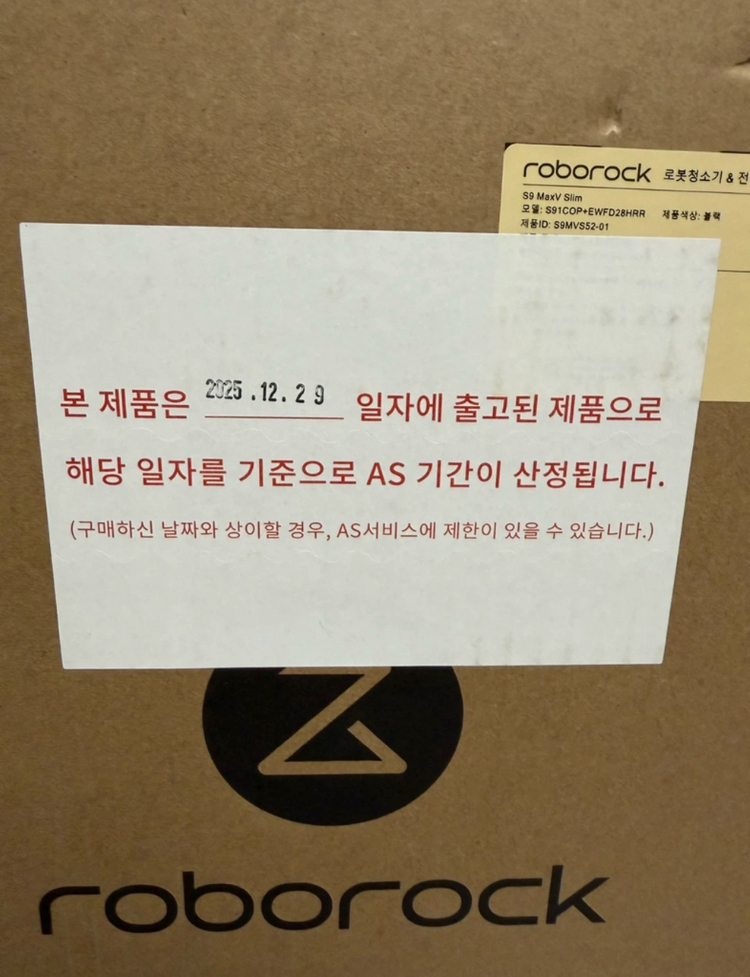 roborock 로봇청소기 & 전
S9 MaxV Slim
모델: S91COP+EWFD28HRR 제품색상: 블랙
제품ID: S9MVS52-01
본 제품은 2025.12.29 일자에 출고된 제품으로
해당 일자를 기준으로 AS 기간이 산정됩니다.
(구매하신 날짜와 상이할 경우, AS서비스에 제한이 있을 수 있습니다.)
roborock